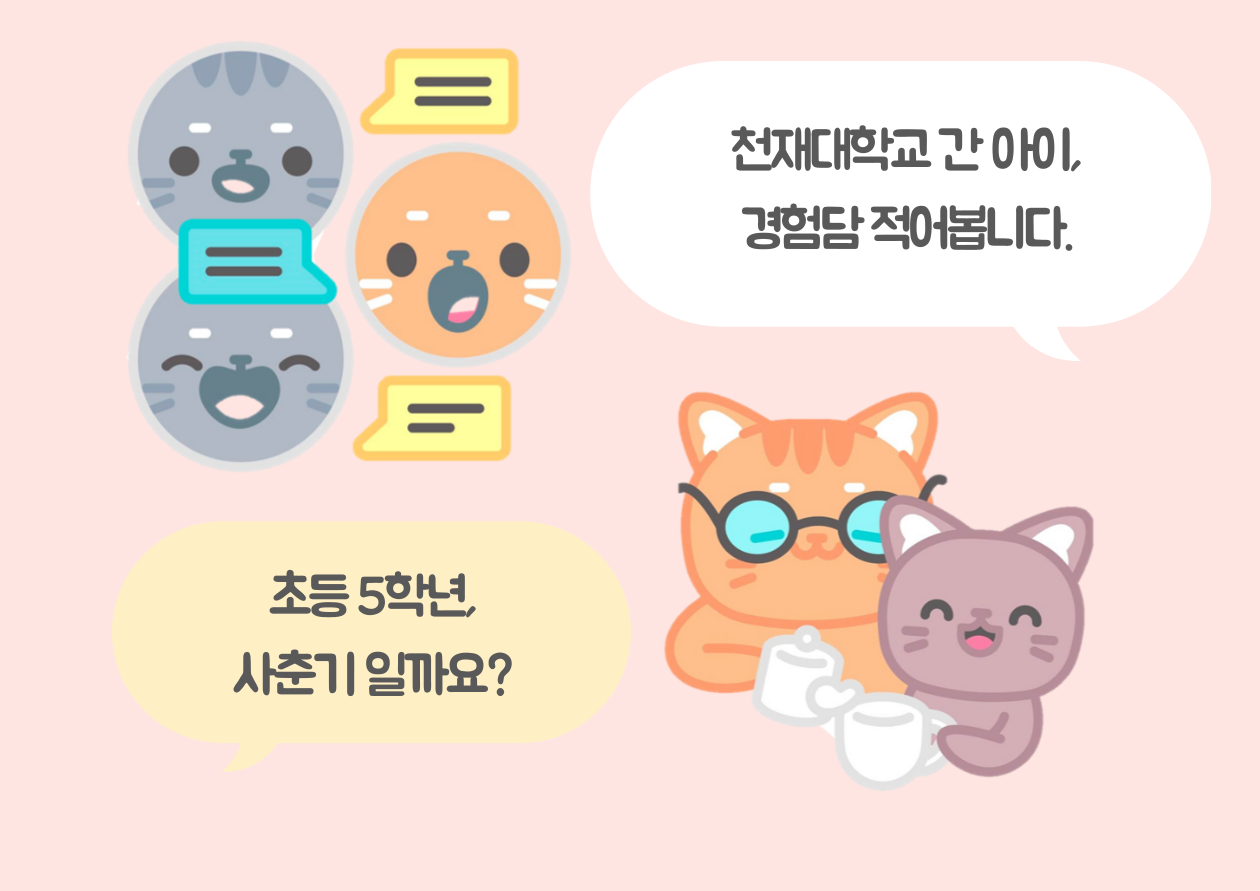 천재대학교 간 아이,
경험담 적어봅니다.
초등 5학년,
사춘기 일까요?